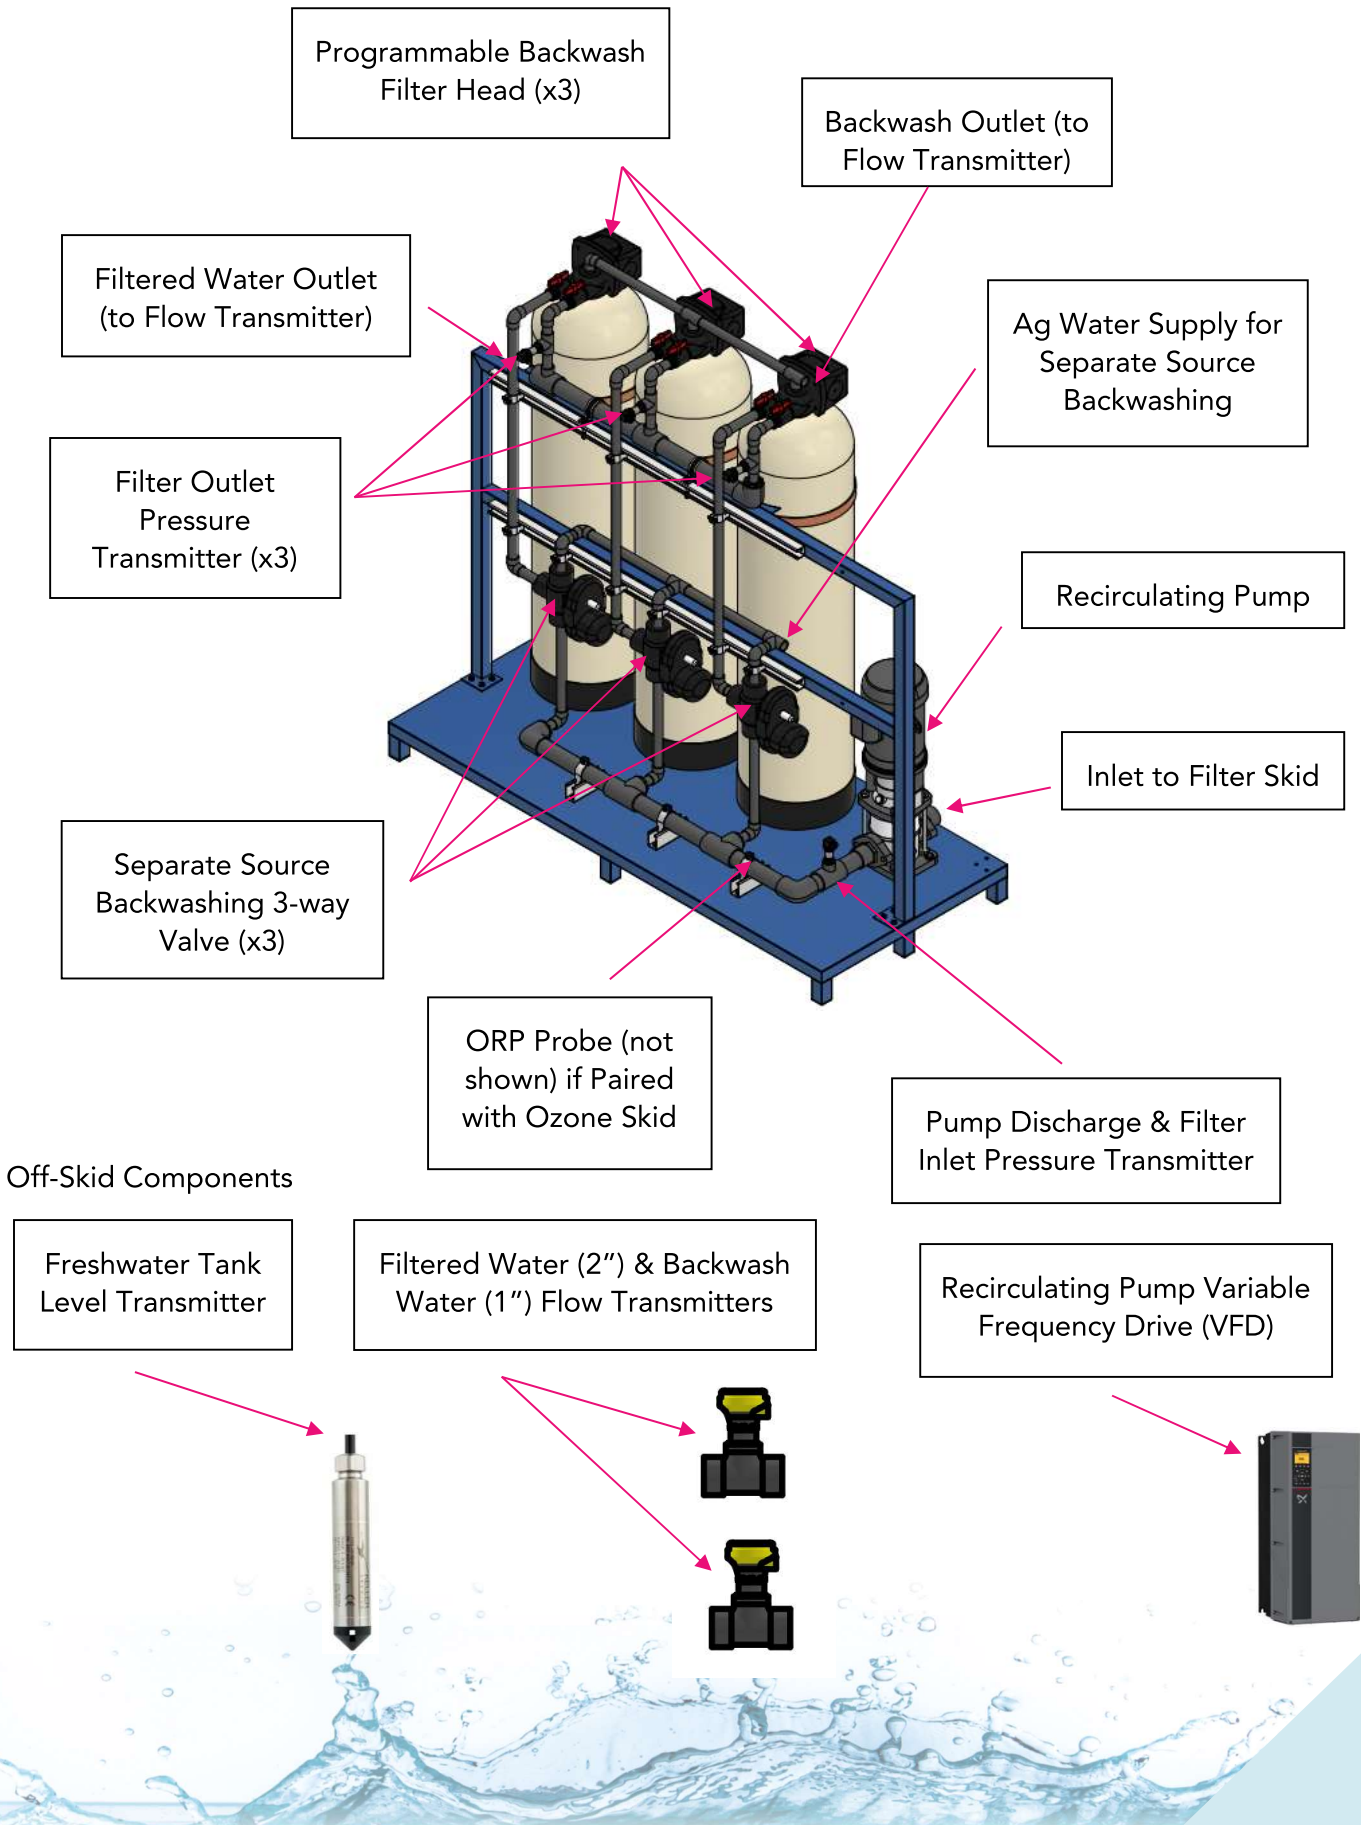 Programmable Backwash
Filter Head (x3)
Backwash Outlet (to
Flow Transmitter)
Filtered Water Outlet
(to Flow Transmitter)
Ag Water Supply for
Separate Source
Backwashing
Filter Outlet
Pressure
Transmitter (x3)
Recirculating Pump
Inlet to Filter Skid
Separate Source
Backwashing 3-way
Valve (x3)
ORP Probe (not
shown) if Paired
with Ozone Skid
Pump Discharge & Filter
Inlet Pressure Transmitter
Off-Skid Components
Freshwater Tank
Level Transmitter
Filtered Water (2”) & Backwash
Water (1”) Flow Transmitters
Recirculating Pump Variable
Frequency Drive (VFD)